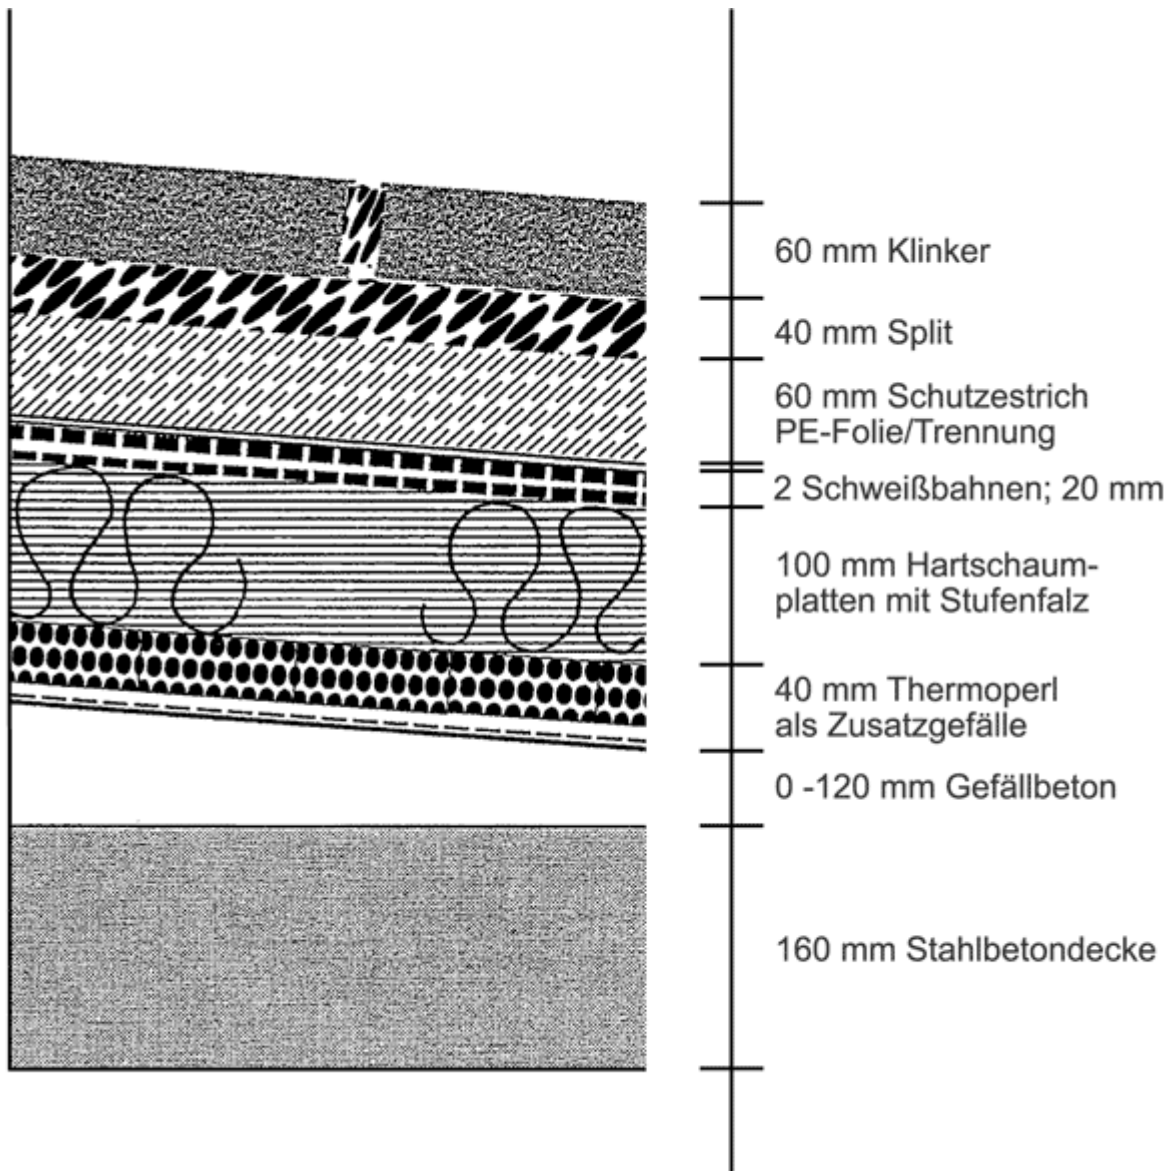 60 mm Klinker
40 mm Split
60 mm Schutzestrich
PE-Folie/Trennung
2 Schweißbahnen; 20 mm
100 mm Hartschaum-
platten mit Stufenfalz
40 mm Thermoperl
als Zusatzgefälle
0 -120 mm Gefällbeton
160 mm Stahlbetondecke